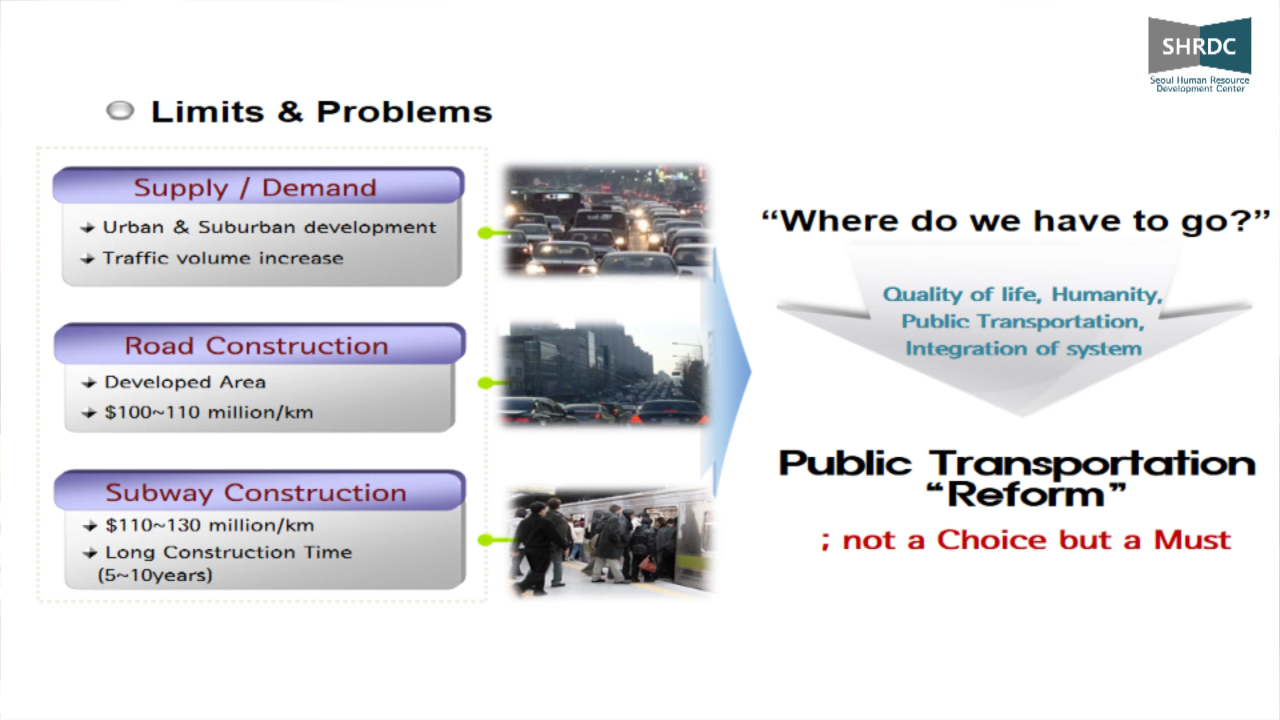 SHRDC
Seoul Human Resource
Development Center
Limits & Problems
Supply / Demand
Urban & Suburban development
Traffic volume increase
Road Construction
Developed Area
$100~110 million/km
Subway Construction
$110~130 million/km
Long Construction Time
(5~10years)
“Where do we have to go?”
Quality of life, Humanity,
Public Transportation,
Integration of system
Public Transportation
“Reform”
; not a Choice but a Must